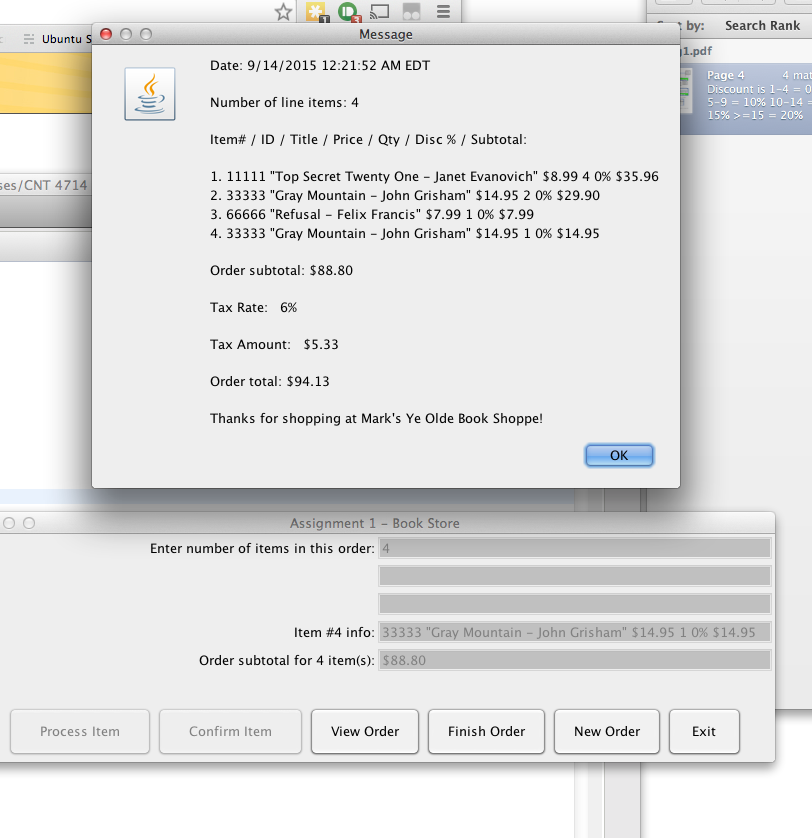 t by: Search Rank
Ubuntu S
Message
g1.pdf
Page 4 4 mat
Discount is 1-4 = 0
5-9 = 10% 10-14 =
15% >=15 = 20%
ses/CNT 4714
Date: 9/14/2015 12:21:52 AM EDT
Number of line items: 4
Item# / ID / Title / Price / Qty / Disc % / Subtotal:
1. 11111 "Top Secret Twenty One - Janet Evanovich" $8.99 4 0% $35.96
2. 33333 "Gray Mountain - John Grisham" $14.95 2 0% $29.90
3. 66666 "Refusal - Felix Francis" $7.99 1 0% $7.99
4. 33333 "Gray Mountain - John Grisham" $14.95 1 0% $14.95
Order subtotal: $88.80
Tax Rate: 6%
Tax Amount: $5.33
Order total: $94.13
Thanks for shopping at Mark's Ye Olde Book Shoppe!
OK
Assignment 1 - Book Store
Enter number of items in this order: 4
Item #4 info: 33333 "Gray Mountain - John Grisham" $14.95 1 0% $14.95
Order subtotal for 4 item(s): $88.80
Process Item Confirm Item View Order Finish Order New Order Exit